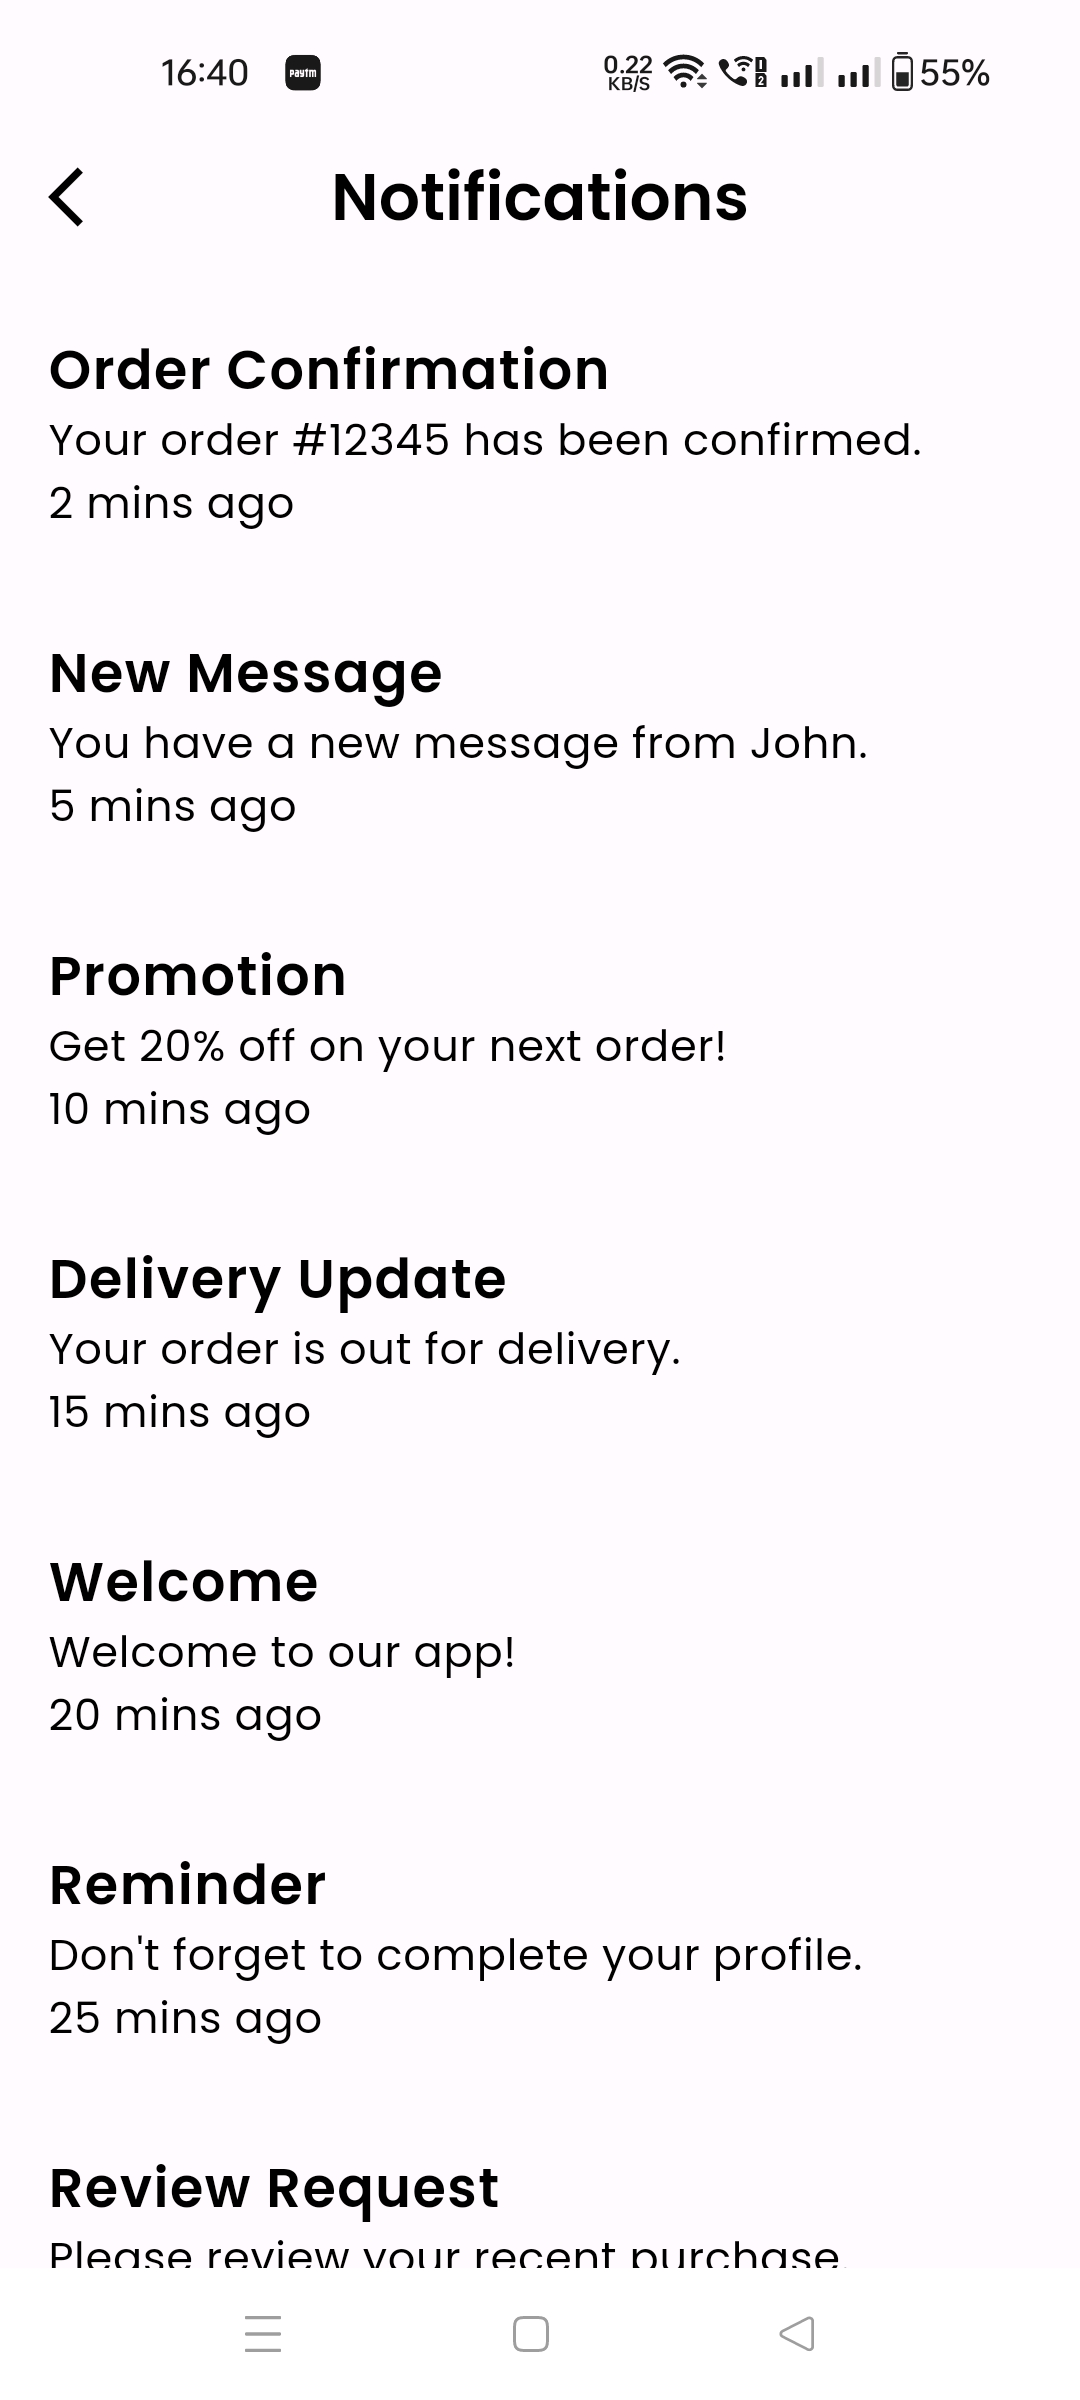 16:40 paytm 0.22 KB/S 1 2 55%
Notifications
Order Confirmation
Your order #12345 has been confirmed.
2 mins ago
New Message
You have a new message from John.
5 mins ago
Promotion
Get 20% off on your next order!
10 mins ago
Delivery Update
Your order is out for delivery.
15 mins ago
Welcome
Welcome to our app!
20 mins ago
Reminder
Don't forget to complete your profile.
25 mins ago
Review Request
Please review your recent purchase.